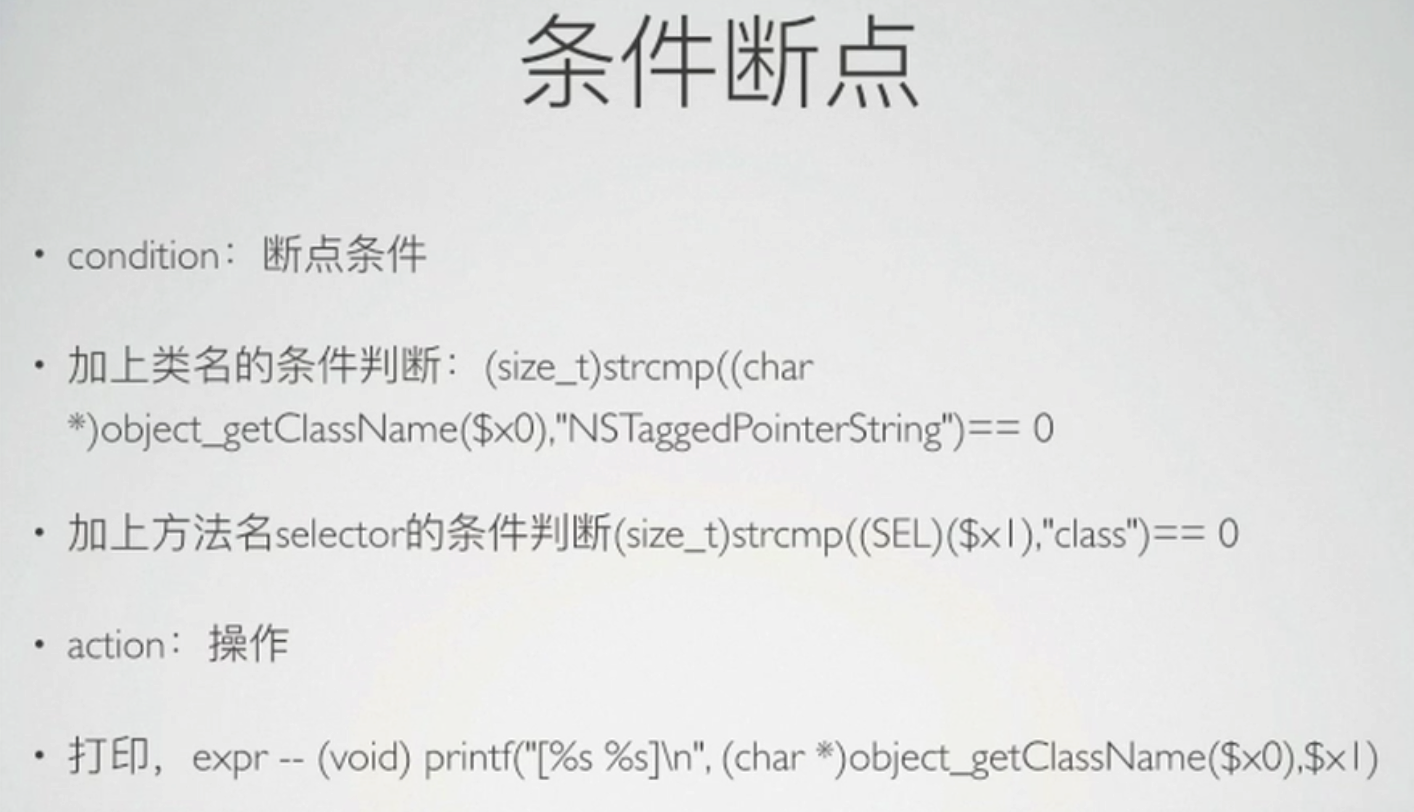 条件断点
• condition：断点条件
• 加上类名的条件判断：(size_t)strcmp((char
*)object_getClassName($x0),"NSTaggedPointerString")== 0
• 加上方法名selector的条件判断(size_t)strcmp((SEL)($x1),"class")== 0
• action：操作
• 打印，expr -- (void) printf("[%s %s]\n", (char *)object_getClassName($x0),$x1)